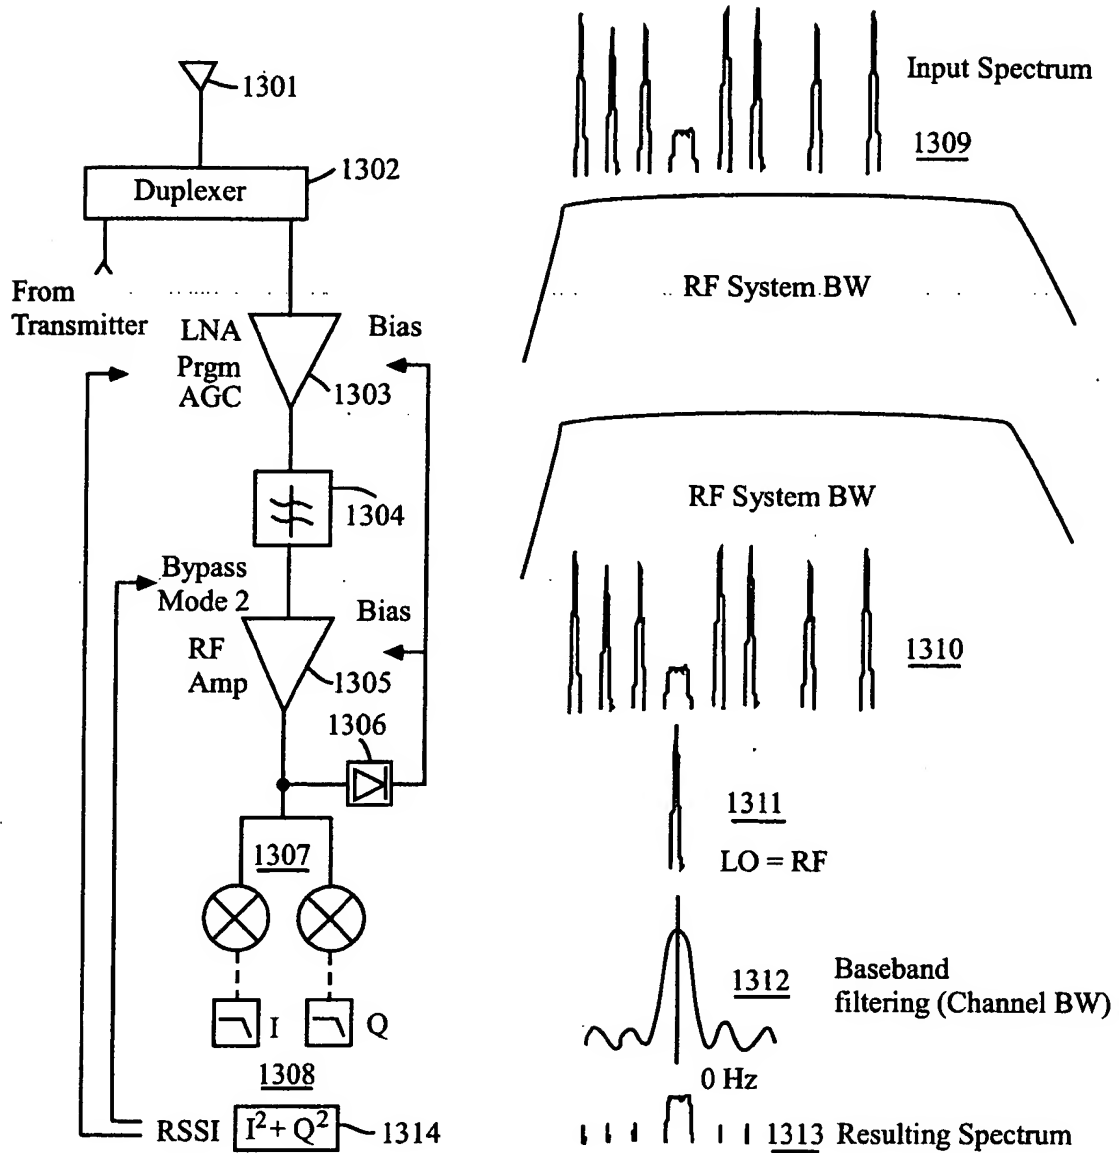 1301
Input Spectrum
1309
1302
Duplexer
From
Transmitter
RF System BW
LNA
Prgm
AGC
Bias
1303
RF System BW
1304
Bypass
Mode 2
Bias
RF
Amp
1305
1310
1306
1311
LO = RF
1307
1312
Baseband
filtering (Channel BW)
I
Q
1308
0 Hz
RSSI
I² + Q²
1314
1313
Resulting Spectrum